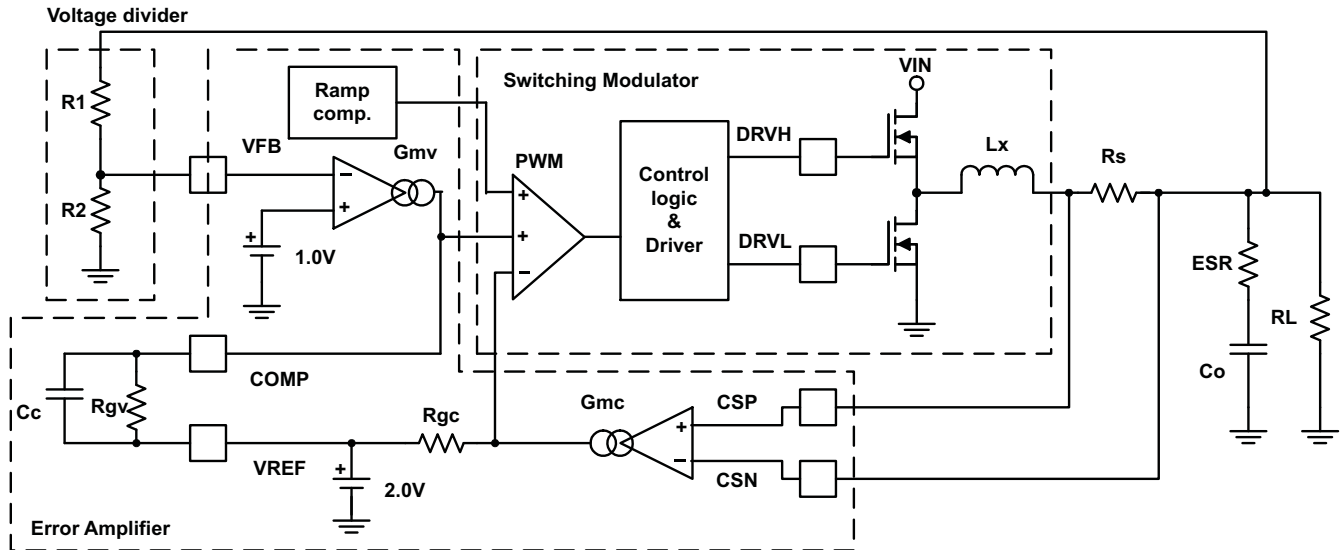 Voltage divider
Switching Modulator
VIN
Ramp
comp.
R1
DRVH
Lx
VFB
Gmv
PWM
Rs
Control
logic
&
Driver
−
+
+
+
−
R2
DRVL
+
1.0V
ESR
RL
COMP
Co
Cc
Rgv
Rgc
Gmc
CSP
+
−
VREF
+
2.0V
CSN
Error Amplifier